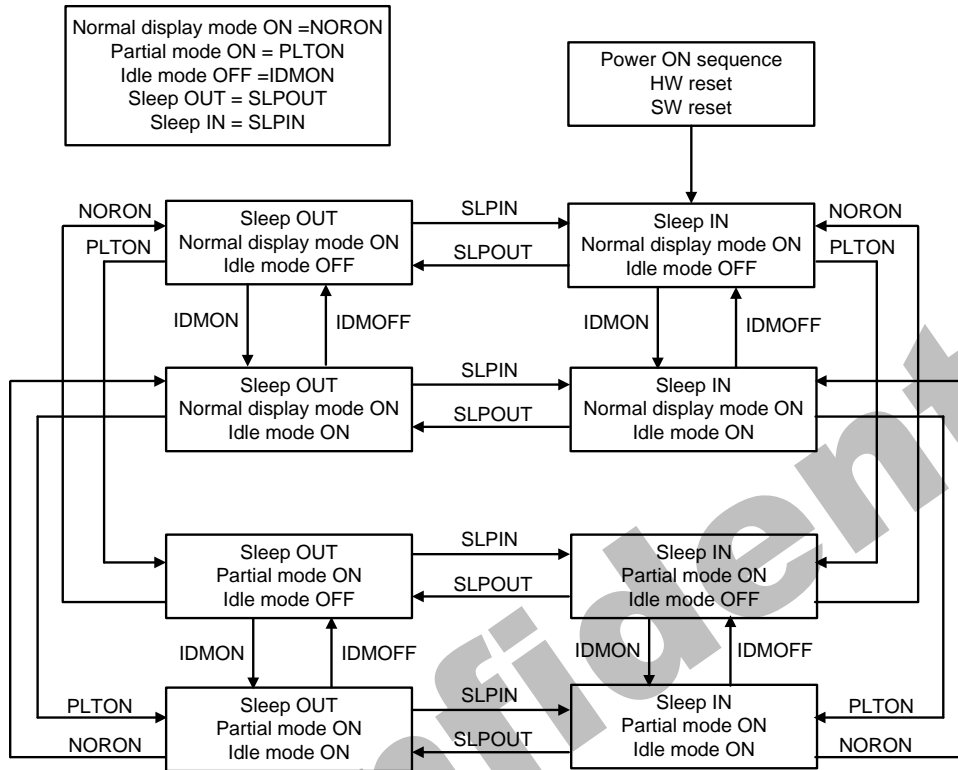 Normal display mode ON =NORON
Partial mode ON = PLTON
Idle mode OFF =IDMON
Sleep OUT = SLPOUT
Sleep IN = SLPIN
Power ON sequence
HW reset
SW reset
NORON
PLTON
Sleep OUT
Normal display mode ON
Idle mode OFF
SLPIN
SLPOUT
Sleep IN
Normal display mode ON
Idle mode OFF
NORON
PLTON
IDMON
IDMOFF
IDMON
IDMOFF
Sleep OUT
Normal display mode ON
Idle mode ON
SLPIN
SLPOUT
Sleep IN
Normal display mode ON
Idle mode ON
Sleep OUT
Partial mode ON
Idle mode OFF
SLPIN
SLPOUT
Sleep IN
Partial mode ON
Idle mode OFF
IDMON
IDMOFF
IDMON
IDMOFF
PLTON
NORON
Sleep OUT
Partial mode ON
Idle mode ON
SLPIN
SLPOUT
Sleep IN
Partial mode ON
Idle mode ON
PLTON
NORON
nfident